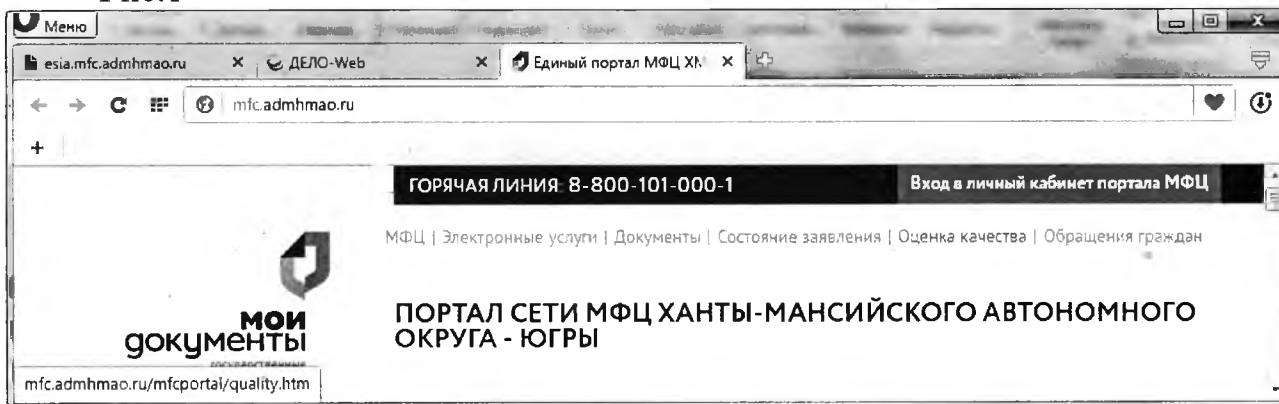 Меню
esia.mfc.admhmao.ru
ДЕЛО-Web
Единый портал МФЦ ХМ
mfc.admhmao.ru
ГОРЯЧАЯ ЛИНИЯ: 8-800-101-000-1
Вход в личный кабинет портала МФЦ
МФЦ | Электронные услуги | Документы | Состояние заявления | Оценка качества | Обращения граждан
мои
документы
государственные
ПОРТАЛ СЕТИ МФЦ ХАНТЫ-МАНСИЙСКОГО АВТОНОМНОГО
ОКРУГА - ЮГРЫ
mfc.admhmao.ru/mfcportal/quality.htm